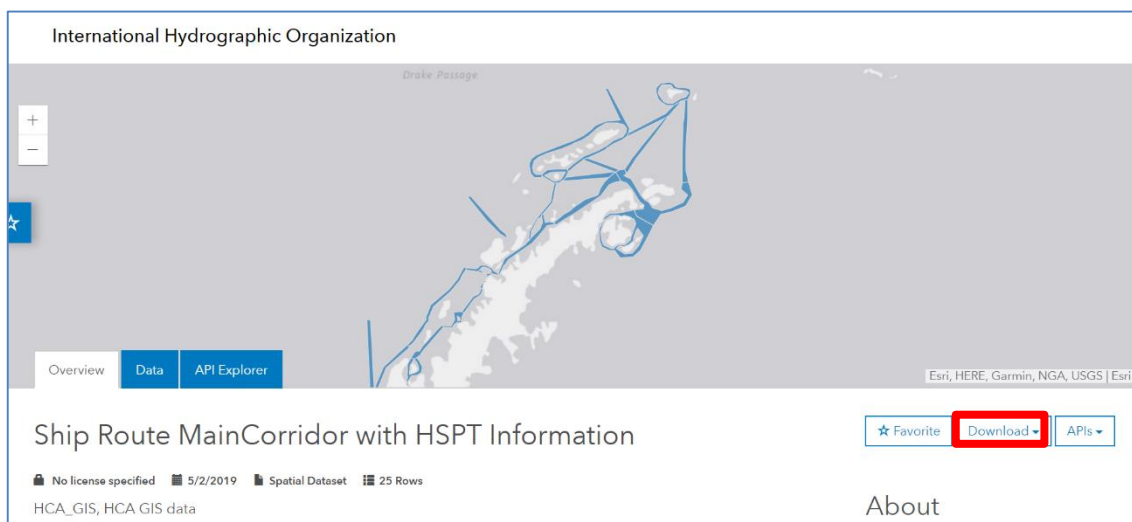 International Hydrographic Organization
Drake Passage
+
−
Overview
Data
API Explorer
Esri, HERE, Garmin, NGA, USGS | Esri
Ship Route MainCorridor with HSPT Information
☆ Favorite
Download
APIs
No license specified
5/2/2019
Spatial Dataset
25 Rows
HCA_GIS, HCA GIS data
About